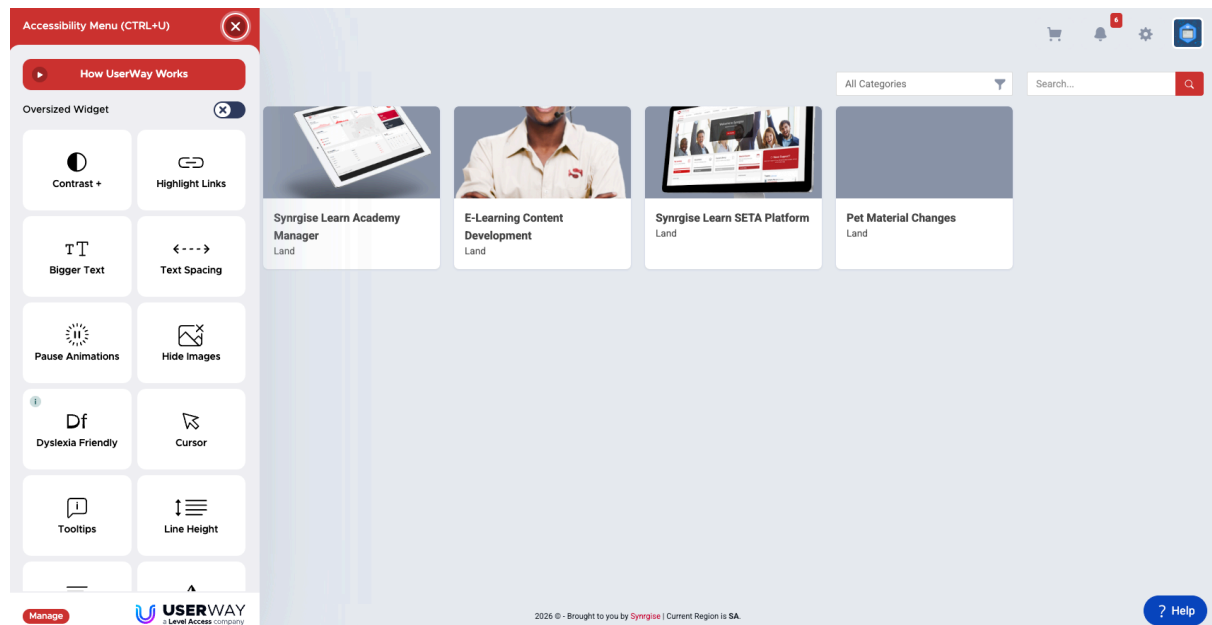 Accessibility Menu (CTRL+U)
6
How UserWay Works
Oversized Widget
All Categories
Search...
Contrast +
Highlight Links
Synrgise Learn Academy
Manager
Land
E-Learning Content
Development
Land
Synrgise Learn SETA Platform
Land
Pet Material Changes
Land
TT
Bigger Text
Text Spacing
Pause Animations
Hide Images
i
Df
Dyslexia Friendly
Cursor
i
Tooltips
Line Height
Manage
USERWAY
a Level Access company
2026 © - Brought to you by Synrgise | Current Region is SA.
? Help